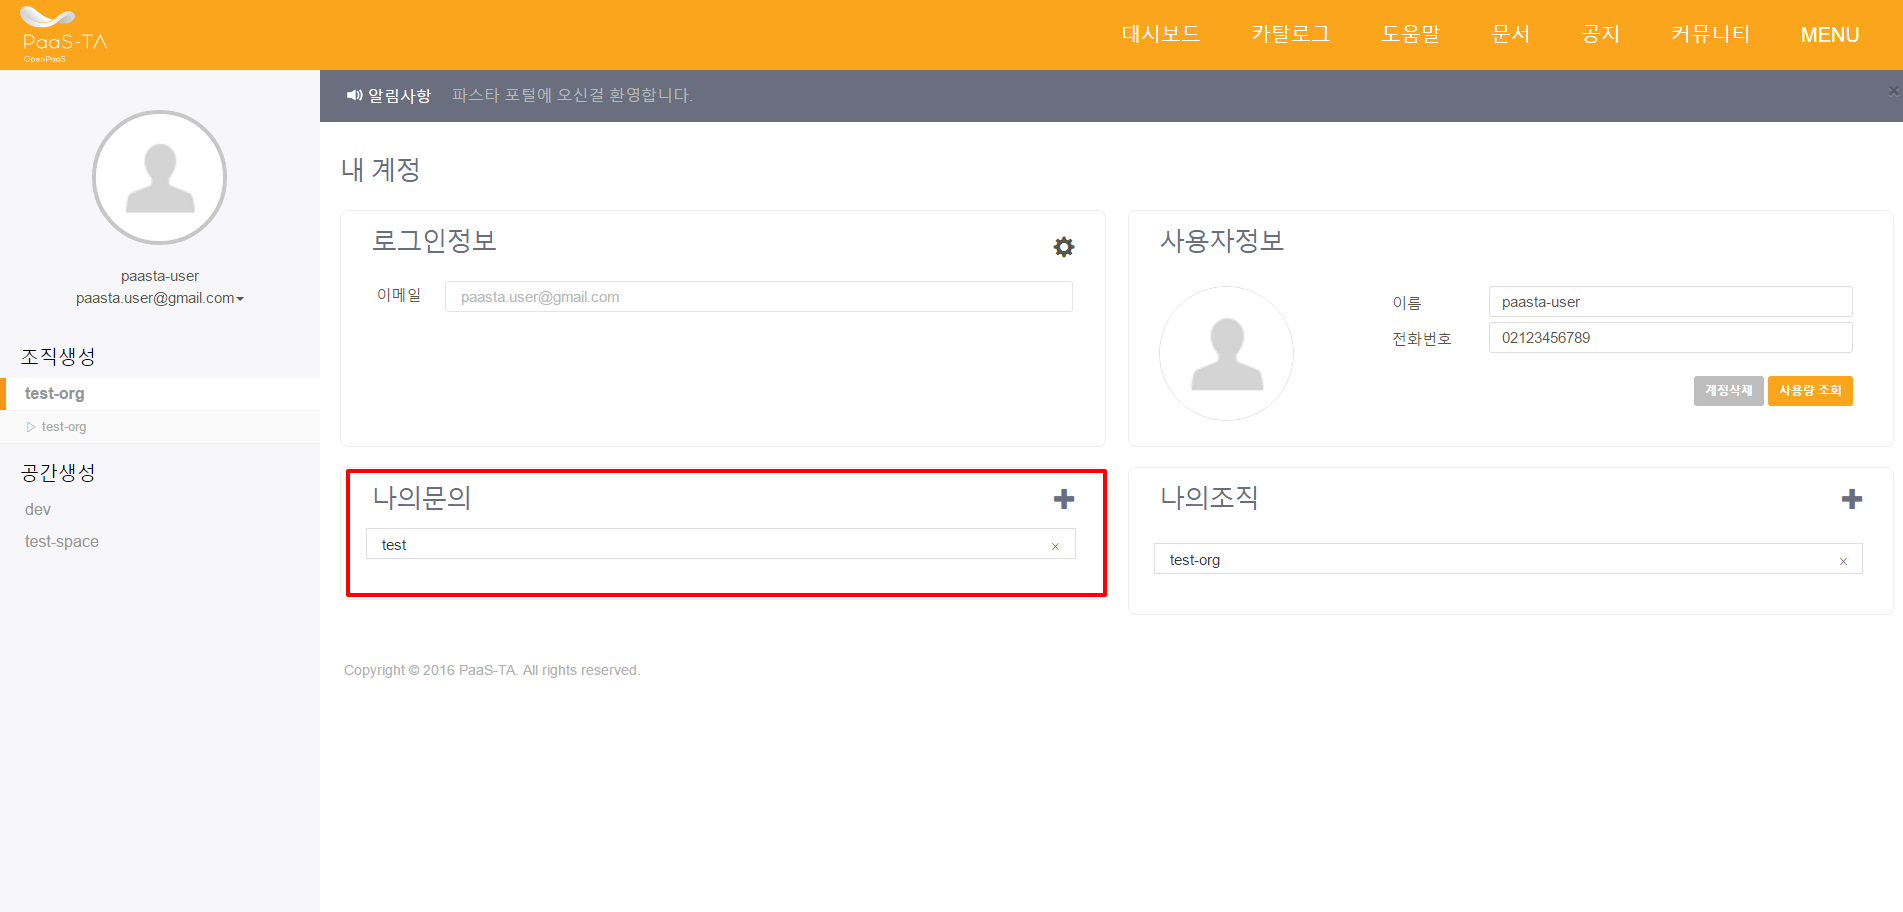 PaaS-TA
OpenPaaS
대시보드 카탈로그 도움말 문서 공지 커뮤니티 MENU
알림사항 파스타 포털에 오신걸 환영합니다.
paasta-user
paasta.user@gmail.com
조직생성
test-org
test-org
공간생성
dev
test-space
내 계정
로그인정보
이메일 paasta.user@gmail.com
사용자정보
이름 paasta-user
전화번호 02123456789
계정삭제 사용량 조회
나의문의
test ×
나의조직
test-org ×
Copyright © 2016 PaaS-TA. All rights reserved.